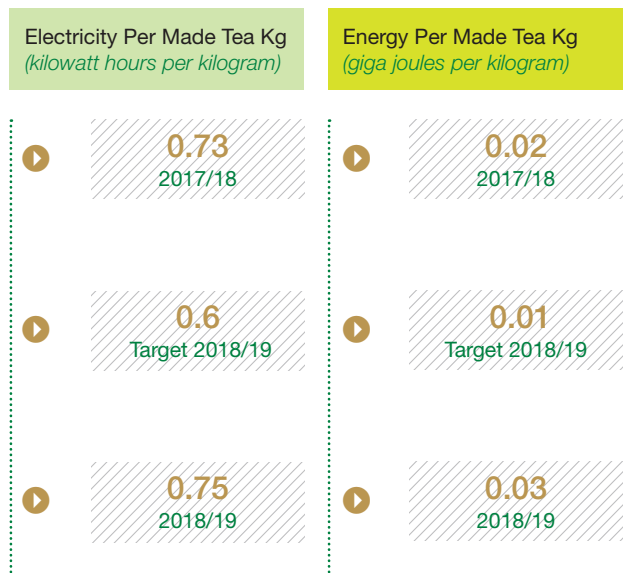 Electricity Per Made Tea Kg
(kilowatt hours per kilogram)
0.73
2017/18
0.6
Target 2018/19
0.75
2018/19
Energy Per Made Tea Kg
(giga joules per kilogram)
0.02
2017/18
0.01
Target 2018/19
0.03
2018/19